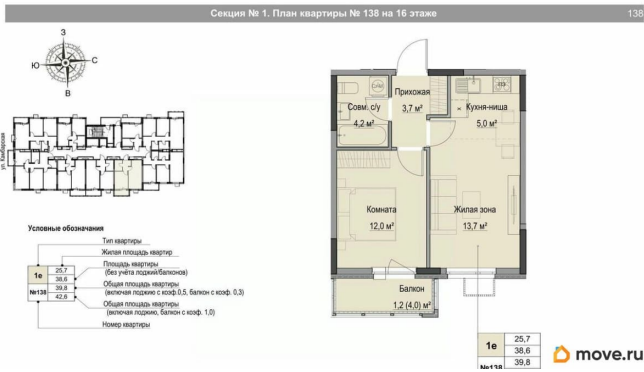 Секция № 1. План квартиры № 138 на 16 этаже
138
З
Ю
С
В
ул. Камбарская
Прихожая
3,7 м²
Совм. с/у
4,2 м²
Кухня-ниша
5,0 м²
Комната
12,0 м²
Жилая зона
13,7 м²
Балкон
1,2 (4,0) м²
Условные обозначания
Тип квартиры
Жилая площадь квартир
Площадь квартиры
(без учёта лоджий/балконов)
Общая площадь квартиры
(включая лоджию с коэф.0,5, балкон с коэф. 0,3)
Общая площадь квартиры
(включая лоджию, балкон с коэф. 1,0)
Номер квартиры
1е
25,7
38,6
№138
39,8
42,6
1е
25,7
38,6
№138
39,8
move.ru